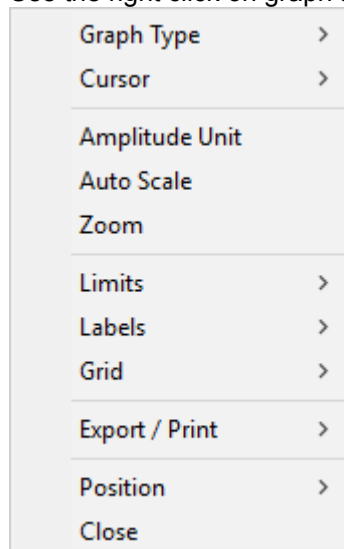 Graph Type
Cursor
Amplitude Unit
Auto Scale
Zoom
Limits
Labels
Grid
Export / Print
Position
Close